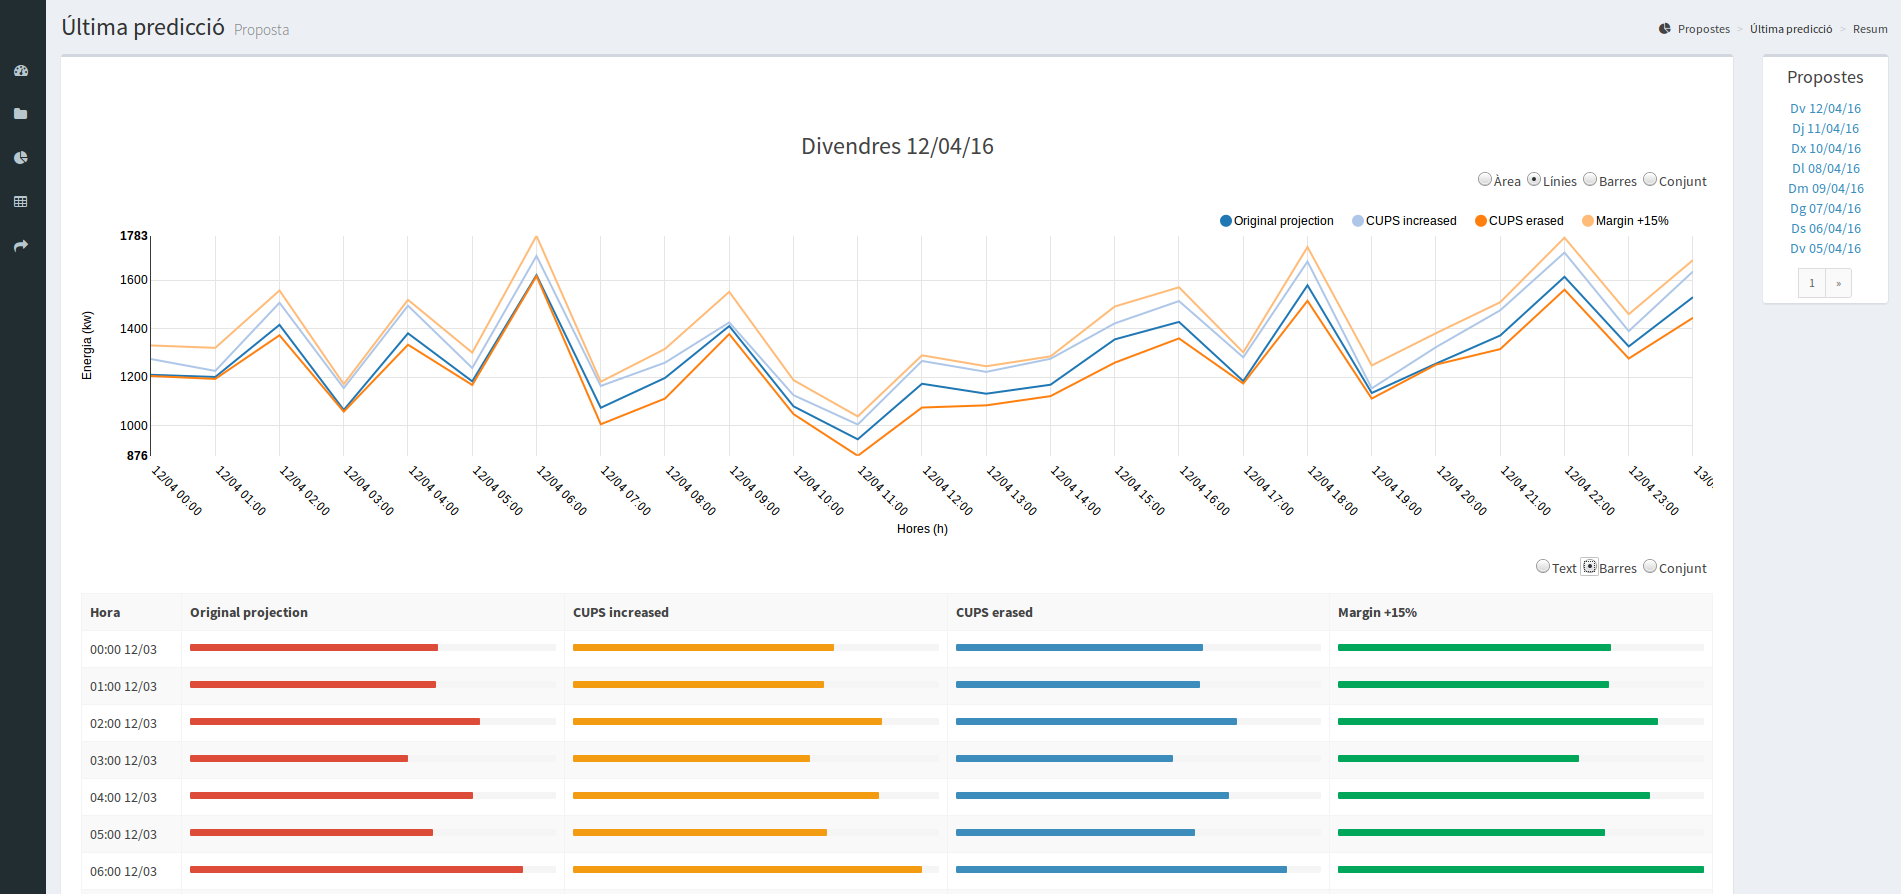 Última predicció Proposta
Propostes > Última predicció > Resum
Propostes
Dv 12/04/16
Dj 11/04/16
Dx 10/04/16
Dl 08/04/16
Dm 09/04/16
Dg 07/04/16
Ds 06/04/16
Dv 05/04/16
1 »
Divendres 12/04/16
Àrea Línies Barres Conjunt
Original projection CUPS increased CUPS erased Margin +15%
1783
1600
1400
1200
1000
876
Energia (kw)
12/04 00:00
12/04 01:00
12/04 02:00
12/04 03:00
12/04 04:00
12/04 05:00
12/04 06:00
12/04 07:00
12/04 08:00
12/04 09:00
12/04 10:00
12/04 11:00
12/04 12:00
12/04 13:00
12/04 14:00
12/04 15:00
12/04 16:00
12/04 17:00
12/04 18:00
12/04 19:00
12/04 20:00
12/04 21:00
12/04 22:00
12/04 23:00
13/0
Hores (h)
Text Barres Conjunt
Hora Original projection CUPS increased CUPS erased Margin +15%
00:00 12/03
01:00 12/03
02:00 12/03
03:00 12/03
04:00 12/03
05:00 12/03
06:00 12/03